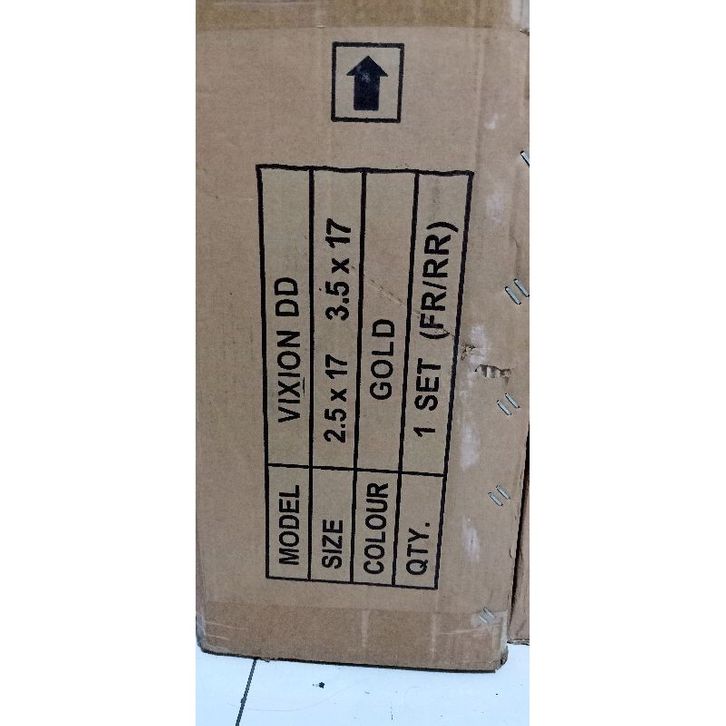 MODEL VIXION DD
SIZE 2.5 x 17 3.5 x 17
COLOUR GOLD
QTY. 1 SET (FR/RR)